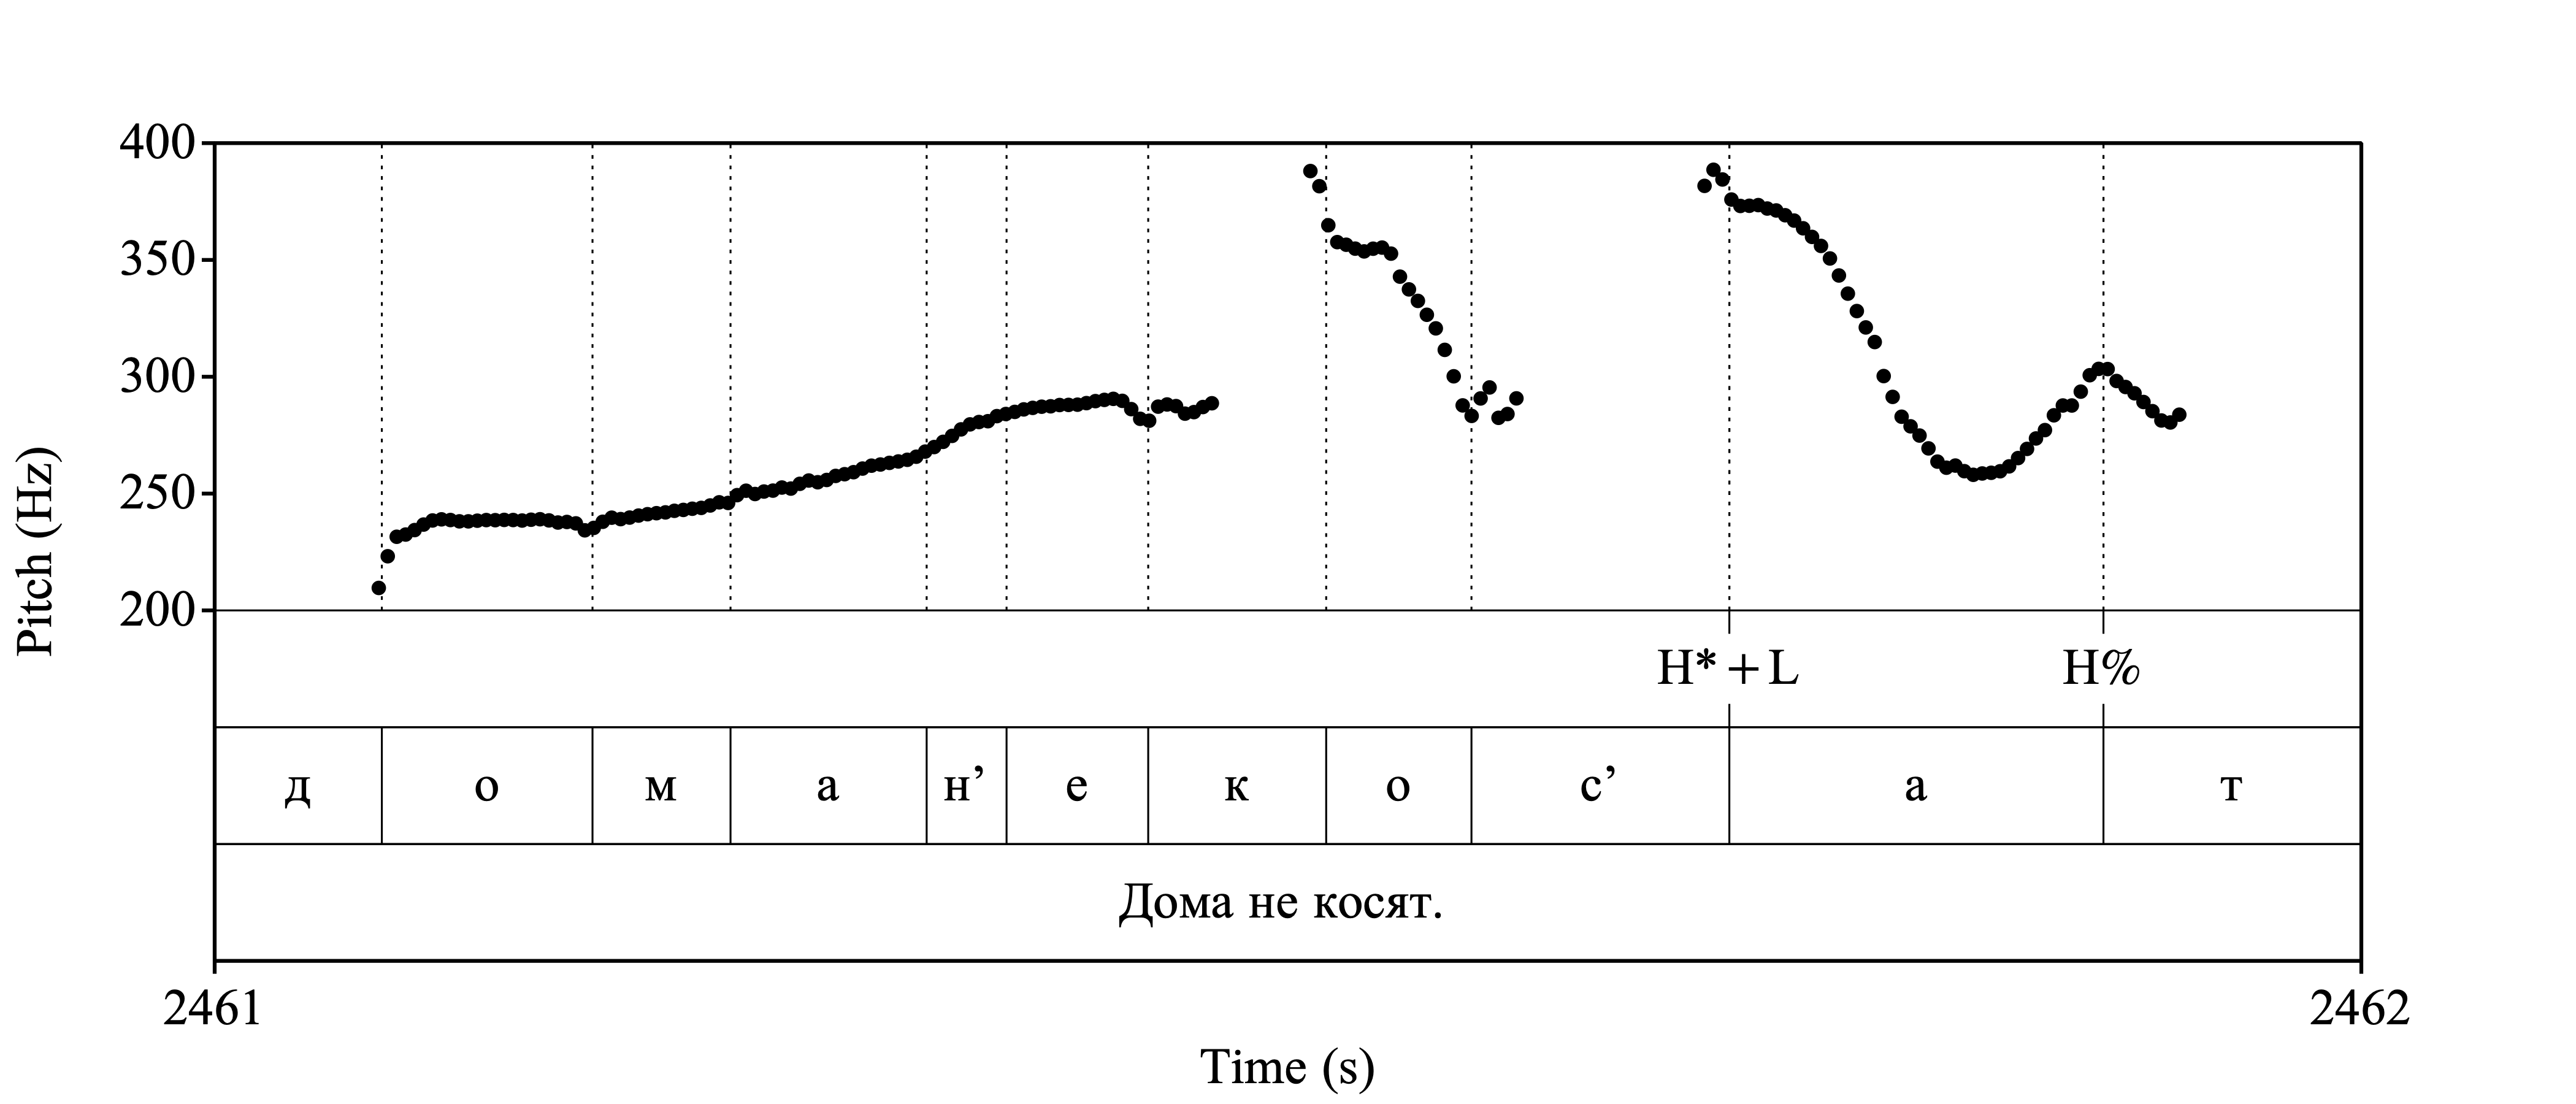 400
350
300
250
200
Pitch (Hz)
H*+L H%
д о м а н’ е к о с’ а т
Дома не косят.
2461 2462
Time (s)